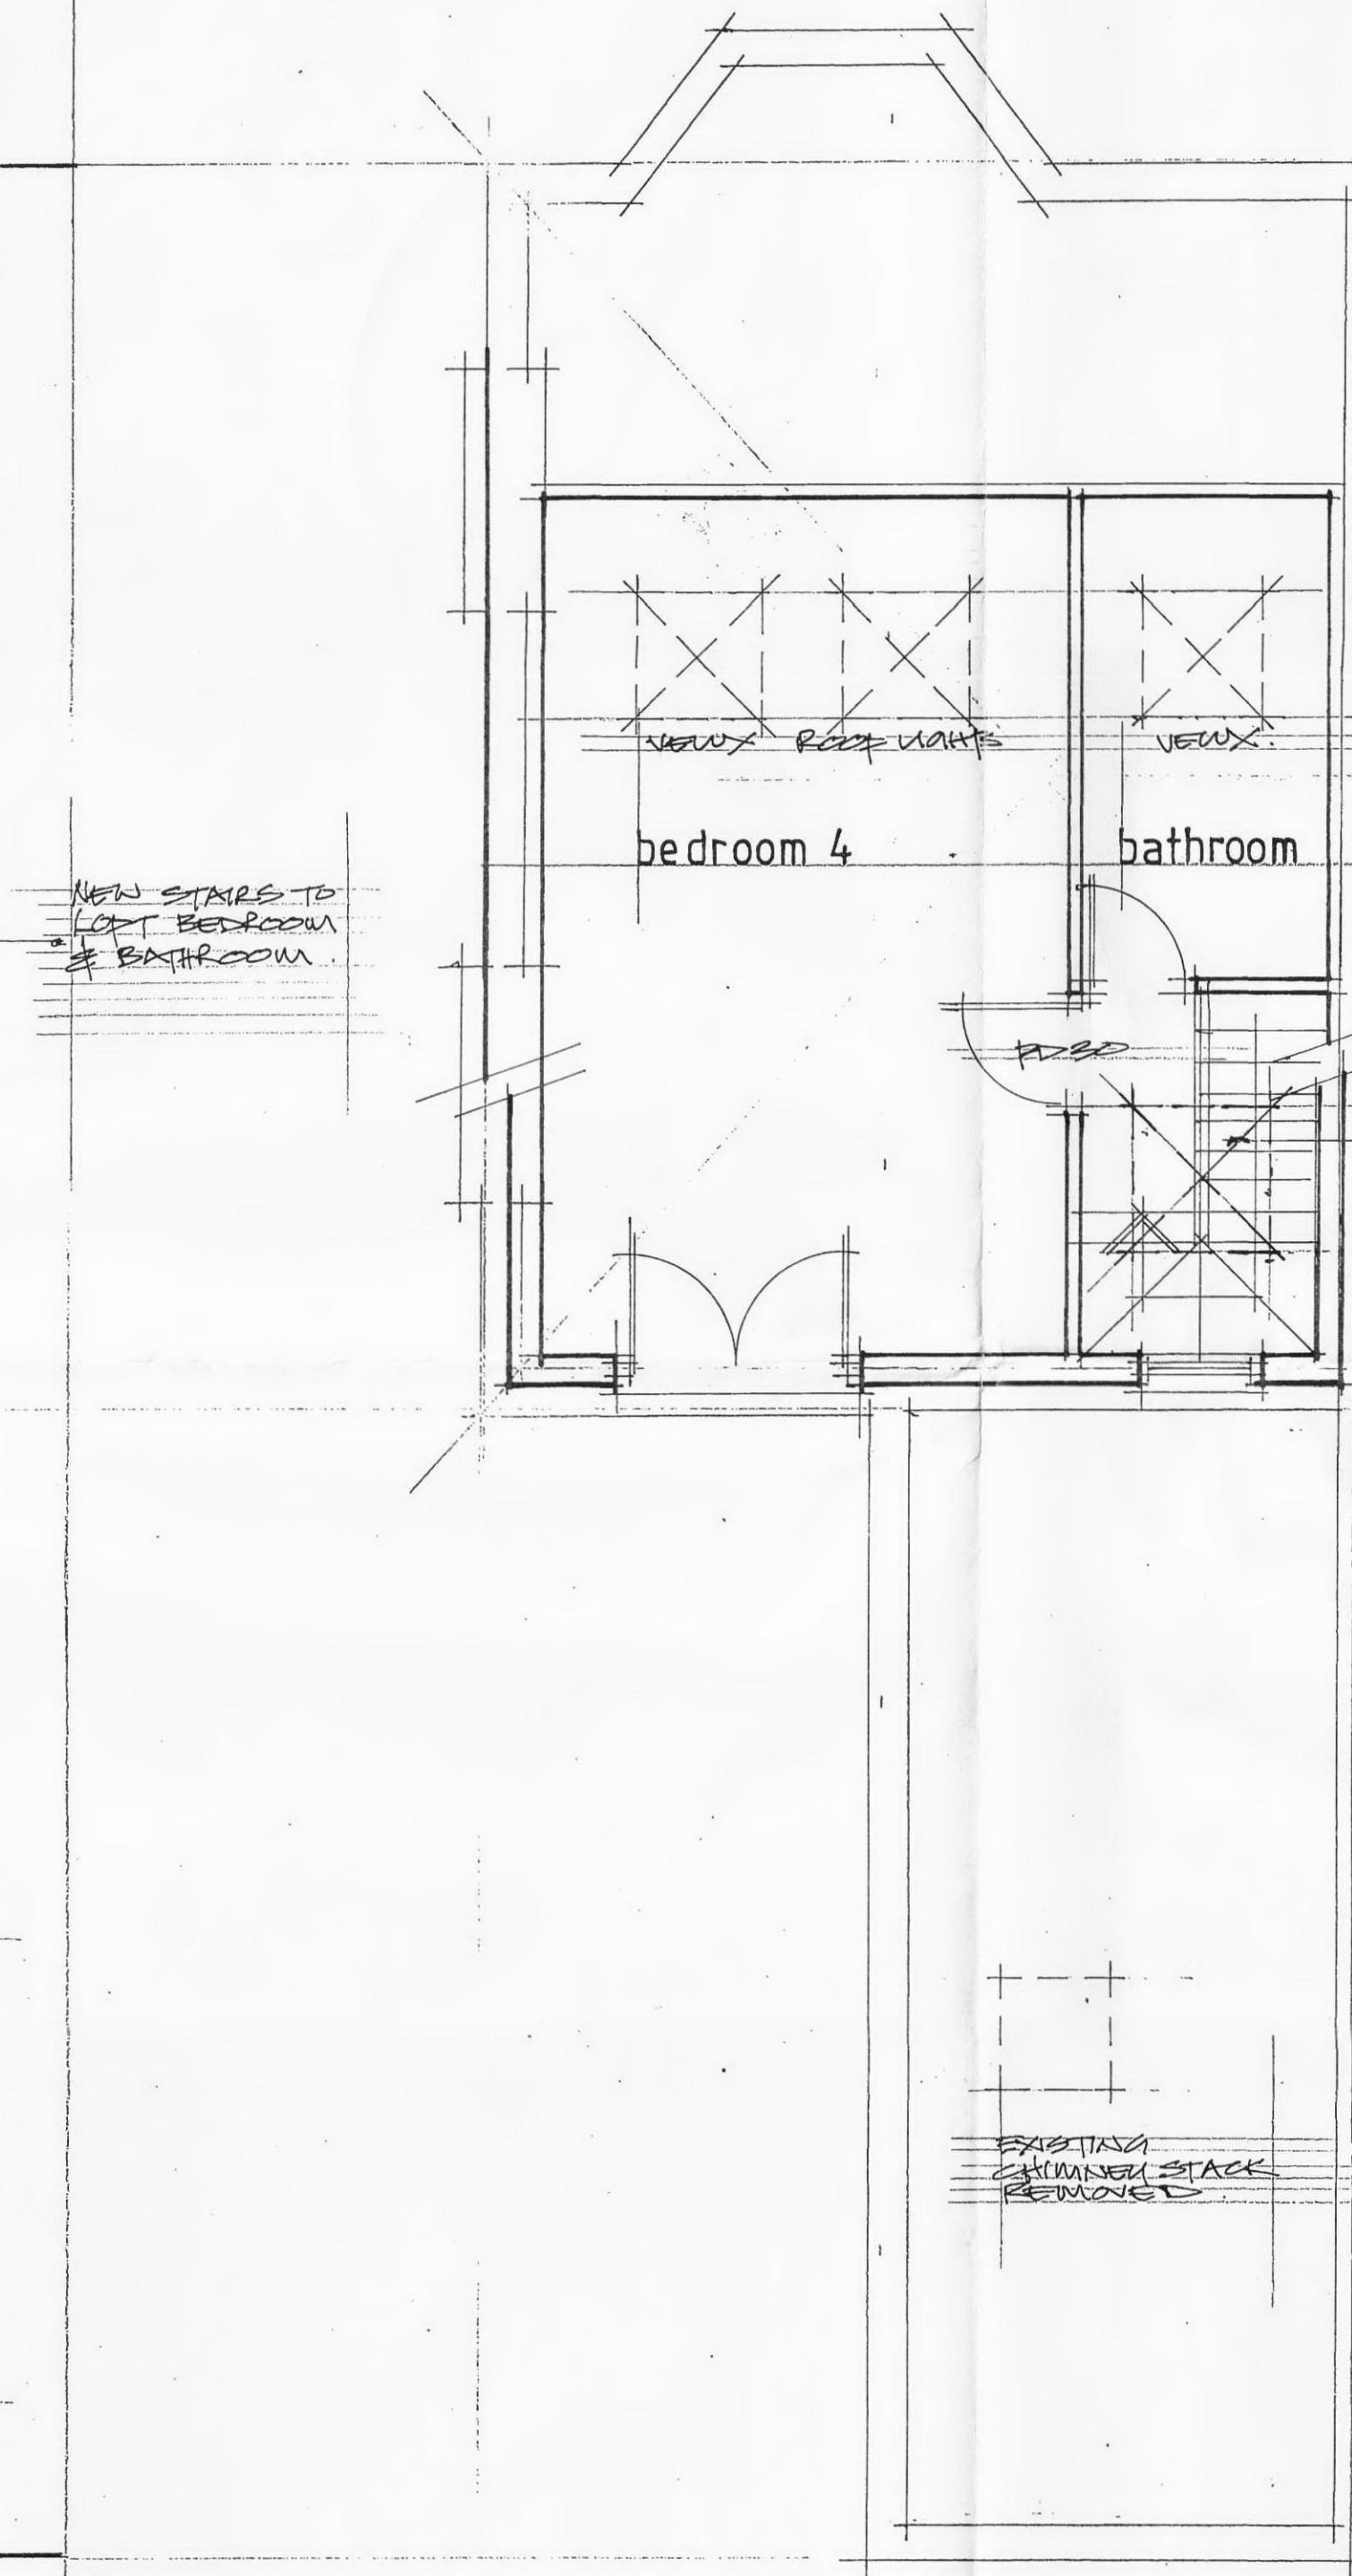 VELUX ROOF LIGHTS
VELUX.
bedroom 4
bathroom
NEW STAIRS TO
LOFT BEDROOM
& BATHROOM.
FD30
EXISTING
CHIMNEY STACK
REMOVED.